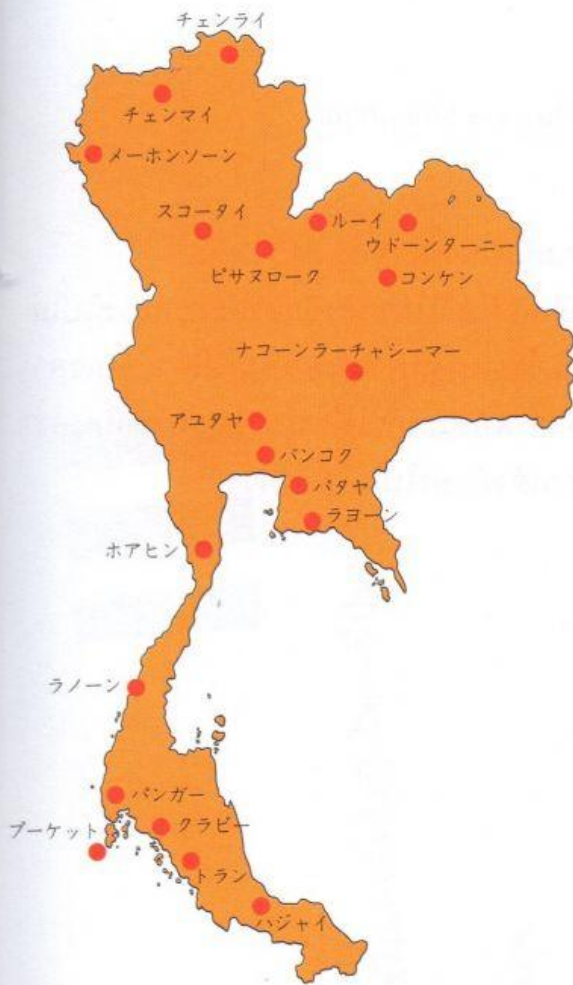 チェンライ
チェンマイ
メーホンソーン
スコータイ
ルーイ
ウドーンターニー
ピサヌローク
コンケン
ナコーンラーチャシーマー
アユタヤ
バンコク
パタヤ
ラヨーン
ホアヒン
ラノーン
パンガー
クラビー
プーケット
トラン
ハジャイ